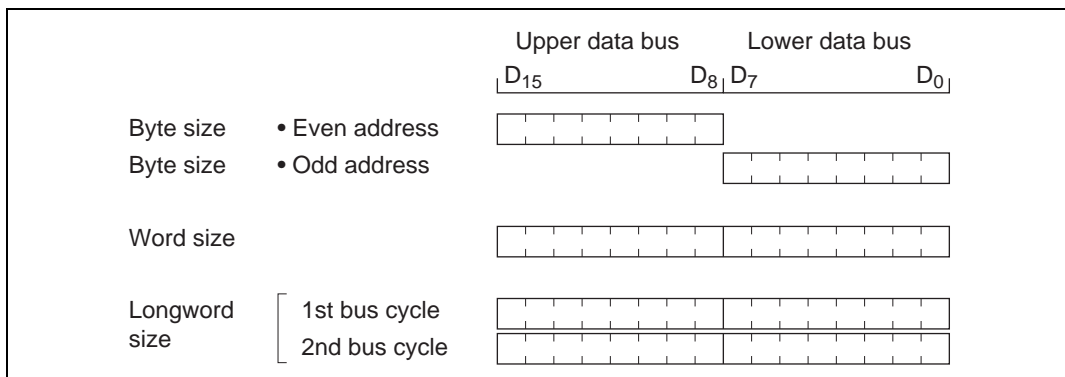 Upper data bus Lower data bus
D15 D8 D7 D0
Byte size • Even address
Byte size • Odd address
Word size
Longword size 1st bus cycle
2nd bus cycle